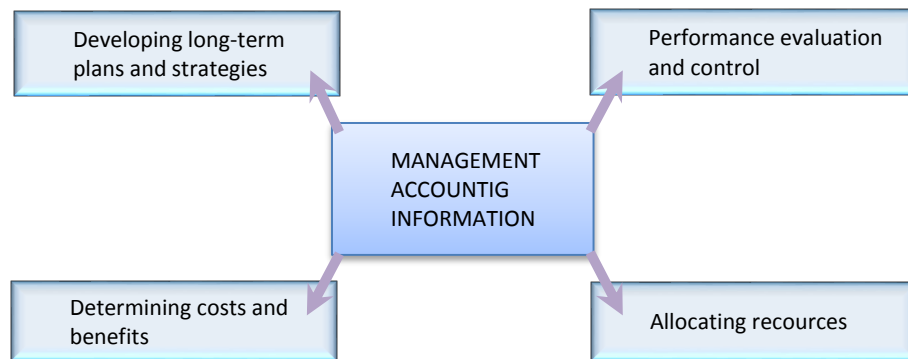 Developing long-term
plans and strategies
Performance evaluation
and control
MANAGEMENT
ACCOUNTIG
INFORMATION
Determining costs and
benefits
Allocating recources